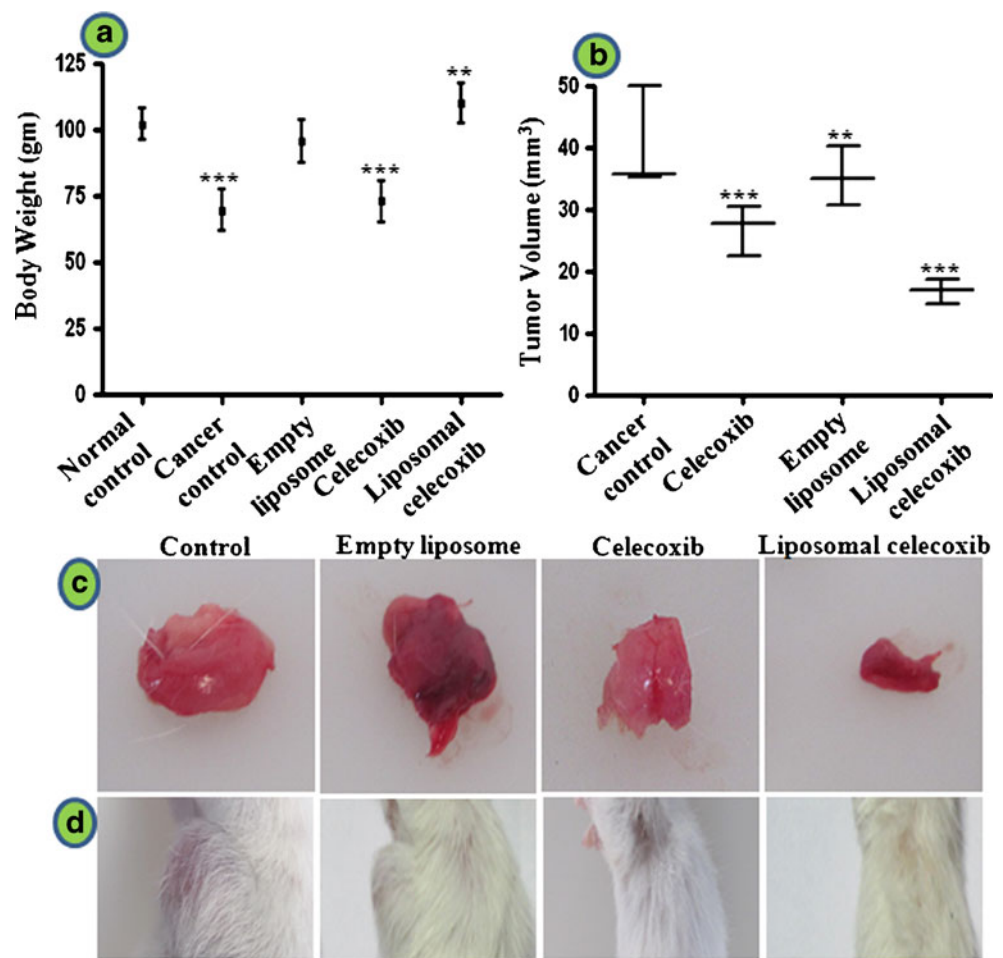 a
Body Weight (gm)
125
100
75
50
25
0
***
***
**
Normal
control
Cancer
control
Empty
liposome
Celecoxib
Liposomal
celecoxib
b
Tumor Volume (mm³)
50
40
30
20
10
0
***
**
***
Cancer
control
Celecoxib
Empty
liposome
Liposomal
celecoxib
Control
Empty liposome
Celecoxib
Liposomal celecoxib
c
d